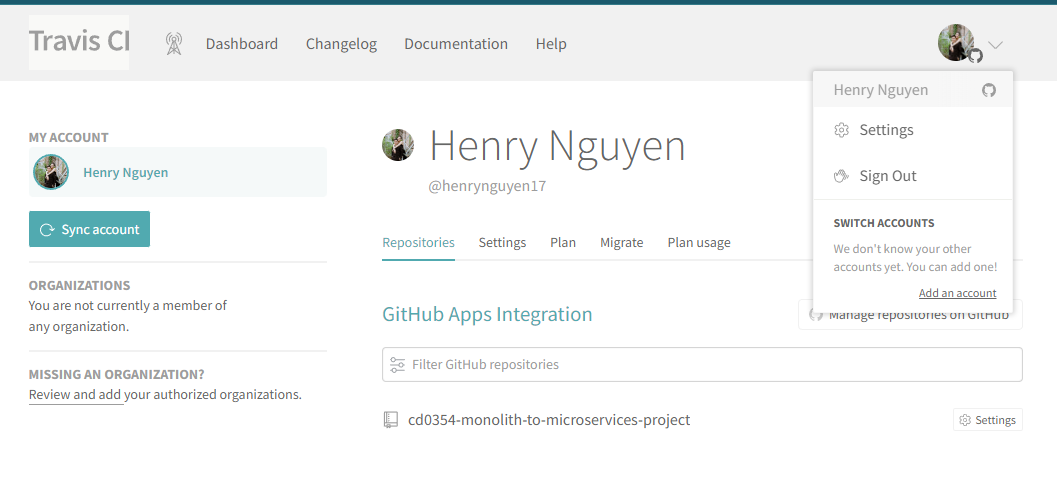 Travis CI
Dashboard Changelog Documentation Help
Henry Nguyen
Settings
Sign Out
SWITCH ACCOUNTS
We don't know your other
accounts yet. You can add one!
Add an account
MY ACCOUNT
Henry Nguyen
Sync account
ORGANIZATIONS
You are not currently a member of
any organization.
MISSING AN ORGANIZATION?
Review and add your authorized organizations.
Henry Nguyen
@henrynguyen17
Repositories Settings Plan Migrate Plan usage
GitHub Apps Integration
Manage repositories on GitHub
Filter GitHub repositories
cd0354-monolith-to-microservices-project
Settings